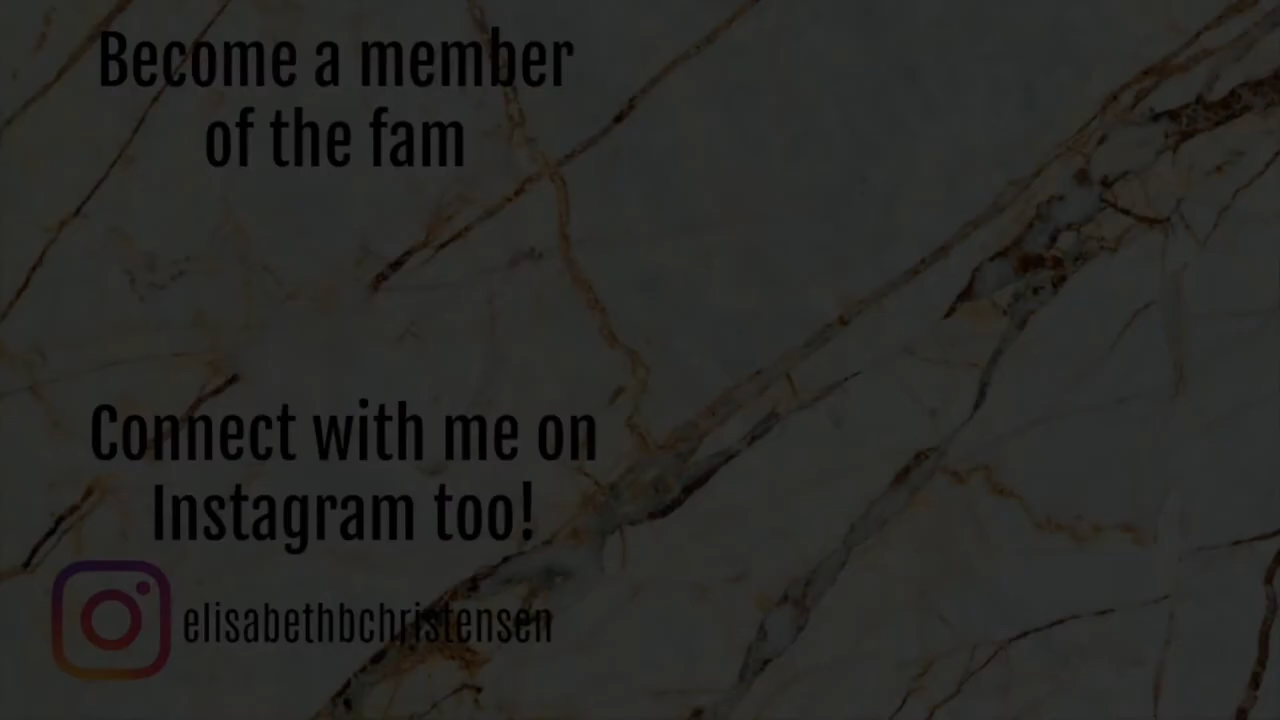 Become a member
of the fam
Connect with me on
Instagram too!
elisabethbchristensen